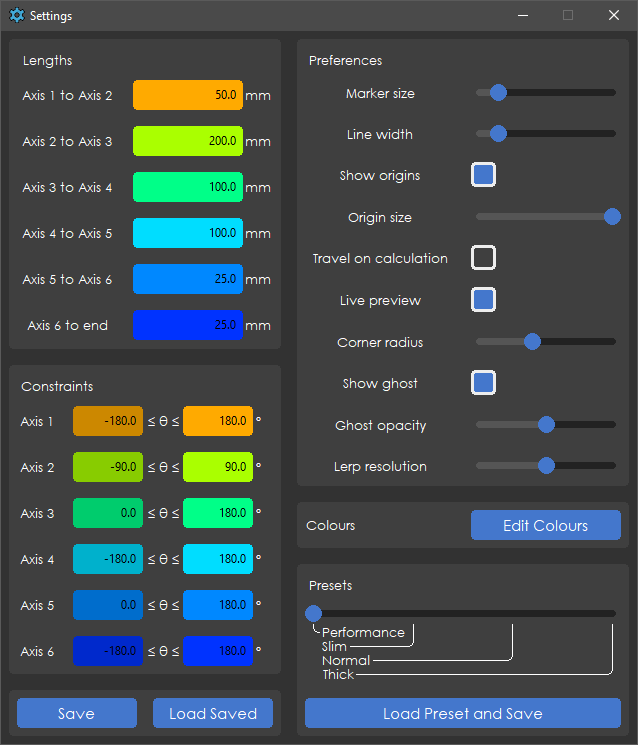 Settings
Lengths
Axis 1 to Axis 2 50.0 mm
Axis 2 to Axis 3 200.0 mm
Axis 3 to Axis 4 100.0 mm
Axis 4 to Axis 5 100.0 mm
Axis 5 to Axis 6 25.0 mm
Axis 6 to end 25.0 mm
Constraints
Axis 1 -180.0 ≤ θ ≤ 180.0 °
Axis 2 -90.0 ≤ θ ≤ 90.0 °
Axis 3 0.0 ≤ θ ≤ 180.0 °
Axis 4 -180.0 ≤ θ ≤ 180.0 °
Axis 5 0.0 ≤ θ ≤ 180.0 °
Axis 6 -180.0 ≤ θ ≤ 180.0 °
Save
Load Saved
Preferences
Marker size
Line width
Show origins
Origin size
Travel on calculation
Live preview
Corner radius
Show ghost
Ghost opacity
Lerp resolution
Colours
Edit Colours
Presets
Performance
Slim
Normal
Thick
Load Preset and Save